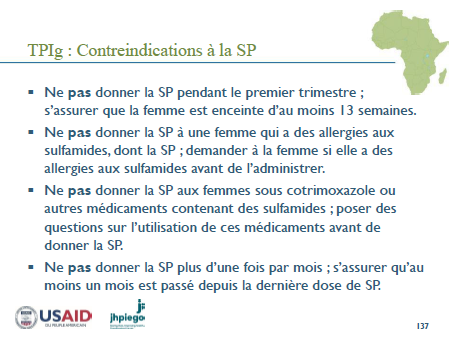 TPIg : Contreindications à la SP
▪ Ne pas donner la SP pendant le premier trimestre ;
s’assurer que la femme est enceinte d’au moins 13 semaines.
▪ Ne pas donner la SP à une femme qui a des allergies aux
sulfamides, dont la SP ; demander à la femme si elle a des
allergies aux sulfamides avant de l’administrer.
▪ Ne pas donner la SP aux femmes sous cotrimoxazole ou
autres médicaments contenant des sulfamides ; poser des
questions sur l’utilisation de ces médicaments avant de
donner la SP.
▪ Ne pas donner la SP plus d’une fois par mois ; s’assurer qu’au
moins un mois est passé depuis la dernière dose de SP.
USAID
jhpiego
137